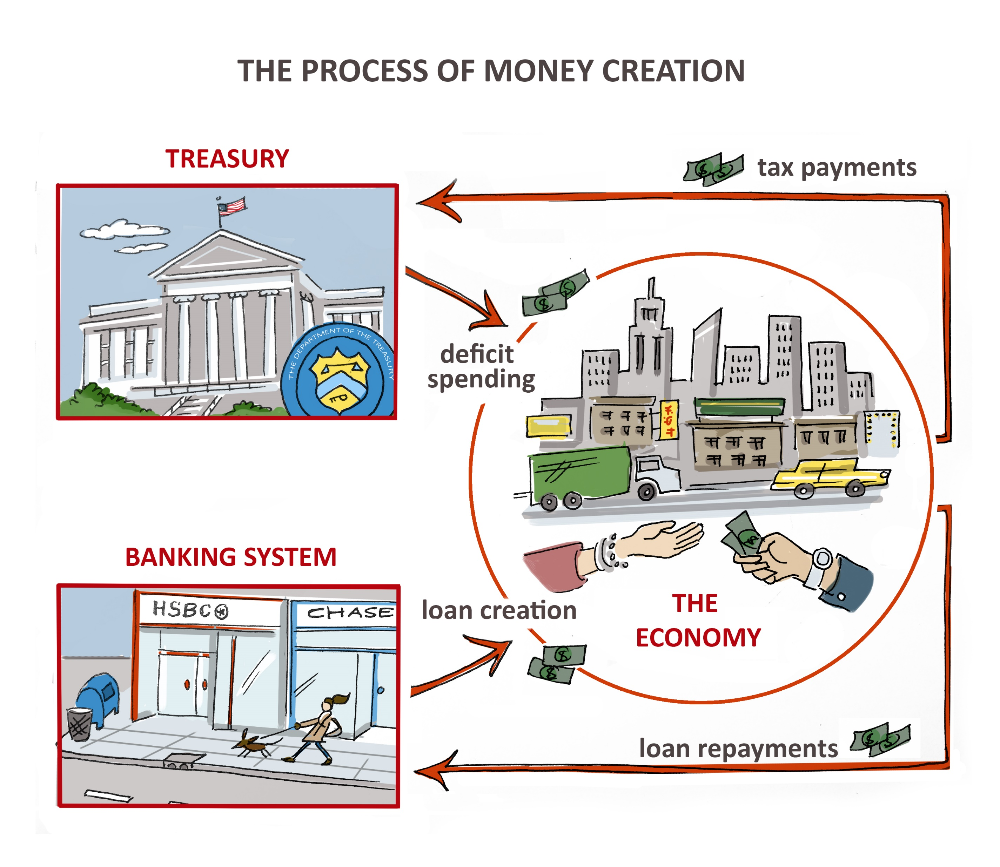 THE PROCESS OF MONEY CREATION
TREASURY
tax payments
THE DEPARTMENT OF THE TREASURY
deficit
spending
BANKING SYSTEM
HSBC
CHASE
loan creation
THE
ECONOMY
loan repayments